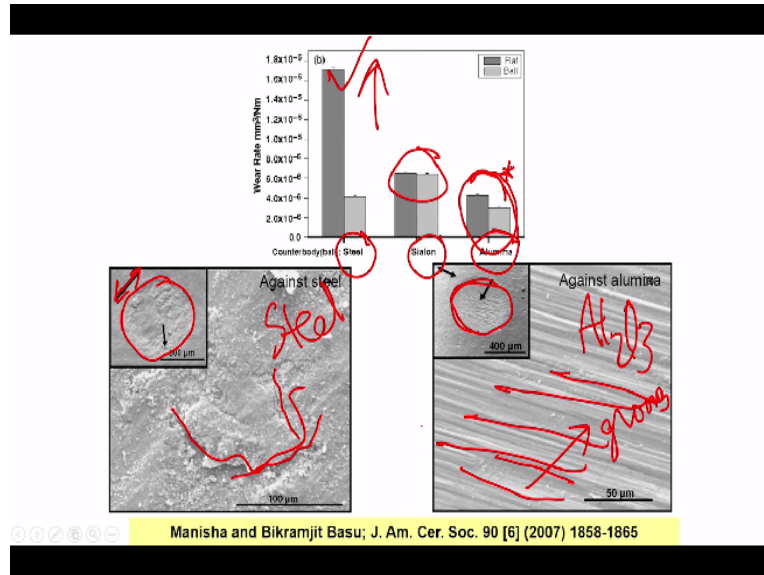 (b)
Flat
Ball
1.8x10⁻⁵
1.6x10⁻⁵
1.4x10⁻⁵
1.2x10⁻⁵
1.0x10⁻⁵
8.0x10⁻⁶
6.0x10⁻⁶
4.0x10⁻⁶
2.0x10⁻⁶
0.0
Wear Rate mm³/Nm
Counterbody(ball): Steel Sialon Alumina
Against steel
Steel
100 µm
Against alumina
400 µm
Al2O3
grooves
50 µm
Manisha and Bikramjit Basu; J. Am. Cer. Soc. 90 [6] (2007) 1858-1865